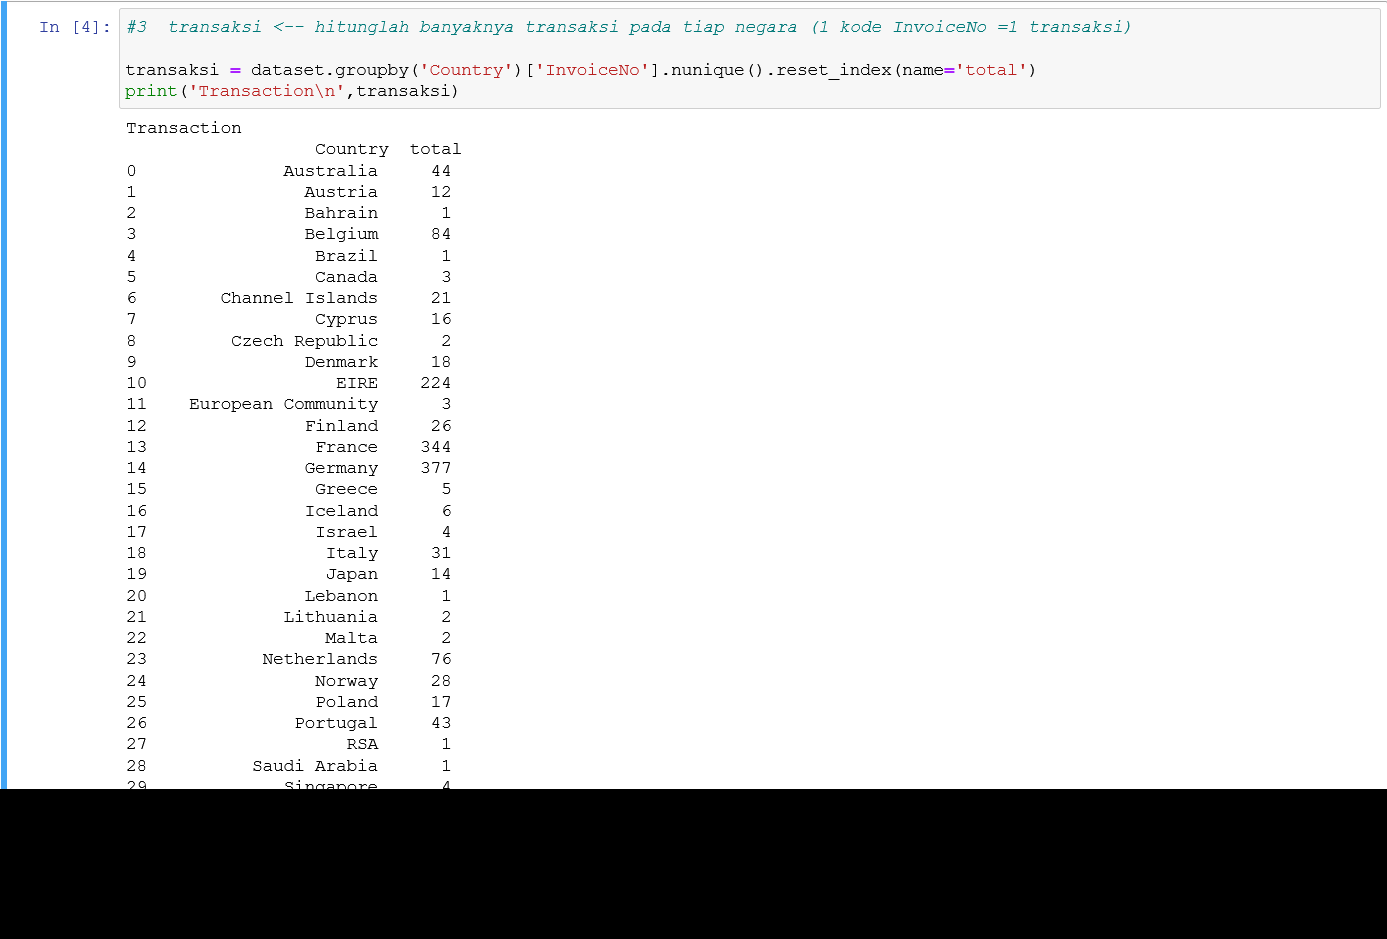 In [4]: #3  transaksi <-- hitunglah banyaknya transaksi pada tiap negara (1 kode InvoiceNo =1 transaksi)
transaksi = dataset.groupby('Country')['InvoiceNo'].nunique().reset_index(name='total')
print('Transaction\n',transaksi)
Transaction
Country  total
0 Australia 44
1 Austria 12
2 Bahrain 1
3 Belgium 84
4 Brazil 1
5 Canada 3
6 Channel Islands 21
7 Cyprus 16
8 Czech Republic 2
9 Denmark 18
10 EIRE 224
11 European Community 3
12 Finland 26
13 France 344
14 Germany 377
15 Greece 5
16 Iceland 6
17 Israel 4
18 Italy 31
19 Japan 14
20 Lebanon 1
21 Lithuania 2
22 Malta 2
23 Netherlands 76
24 Norway 28
25 Poland 17
26 Portugal 43
27 RSA 1
28 Saudi Arabia 1
29 Singapore 4